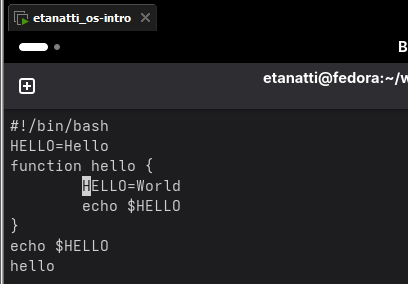 etanatti_os-intro
B
etanatti@fedora:~/w
#!/bin/bash
HELLO=Hello
function hello {
        HELLO=World
        echo $HELLO
}
echo $HELLO
hello